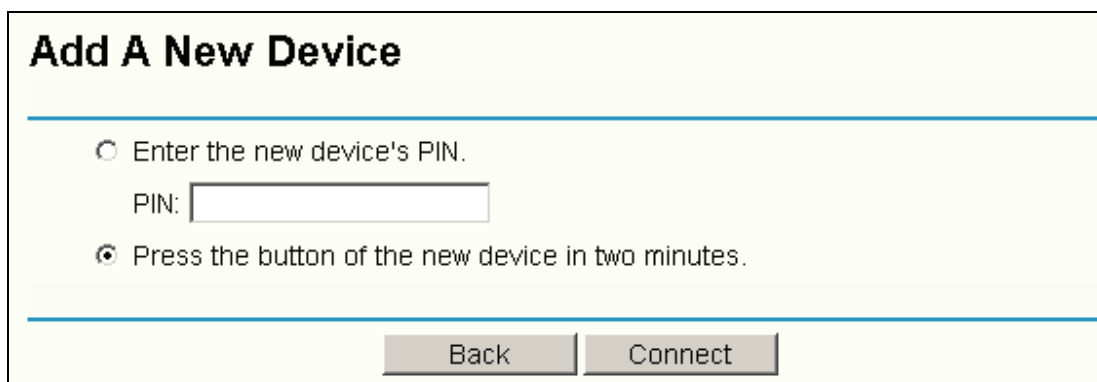 Add A New Device
Enter the new device's PIN.
PIN:
Press the button of the new device in two minutes.
Back Connect